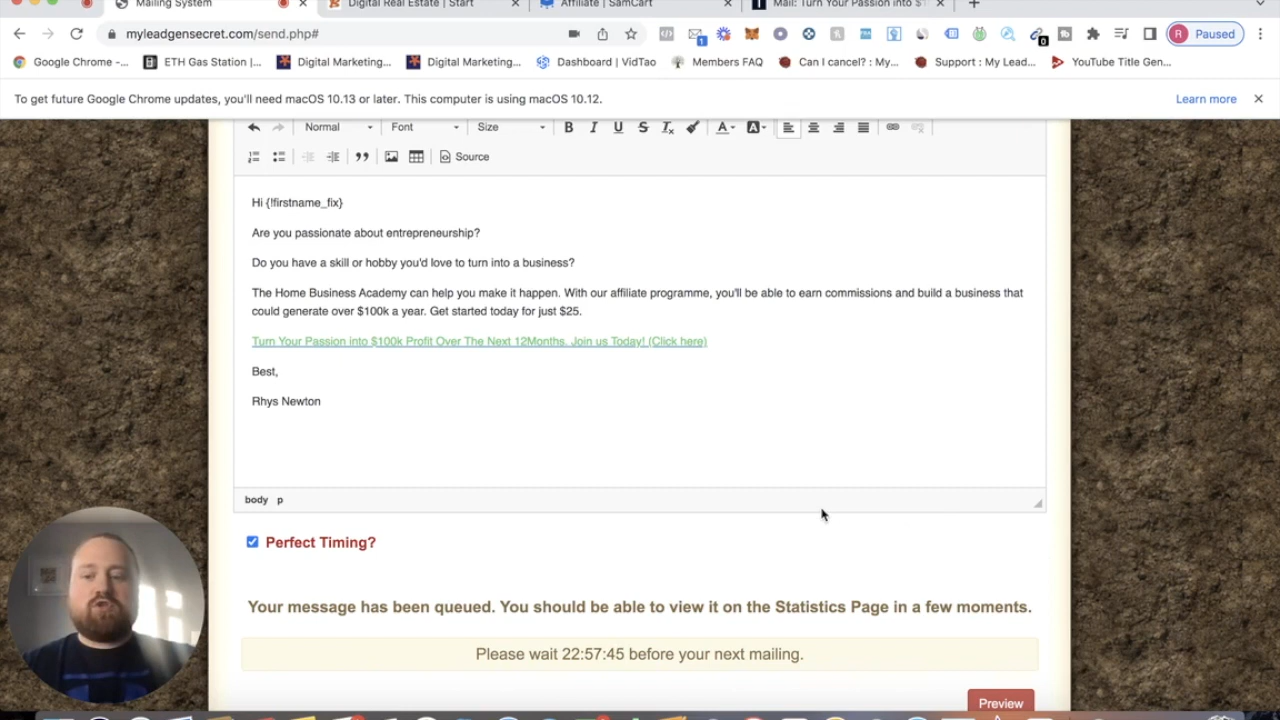 Mailing System
Digital Real Estate | Start
Affiliate | SamCart
Mail: Turn Your Passion into $1
myleadgensecret.com/send.php#
1
0
R Paused
Google Chrome -...
ETH Gas Station |...
Digital Marketing...
Digital Marketing...
Dashboard | VidTao
Members FAQ
Can I cancel? : My...
Support : My Lead...
YouTube Title Gen...
To get future Google Chrome updates, you'll need macOS 10.13 or later. This computer is using macOS 10.12.
Learn more
Normal
Font
Size
B I U S
Source
Hi {!firstname_fix}
Are you passionate about entrepreneurship?
Do you have a skill or hobby you'd love to turn into a business?
The Home Business Academy can help you make it happen. With our affiliate programme, you'll be able to earn commissions and build a business that
could generate over $100k a year. Get started today for just $25.
Turn Your Passion into $100k Profit Over The Next 12Months. Join us Today! (Click here)
Best,
Rhys Newton
body p
Perfect Timing?
Your message has been queued. You should be able to view it on the Statistics Page in a few moments.
Please wait 22:57:45 before your next mailing.
Preview